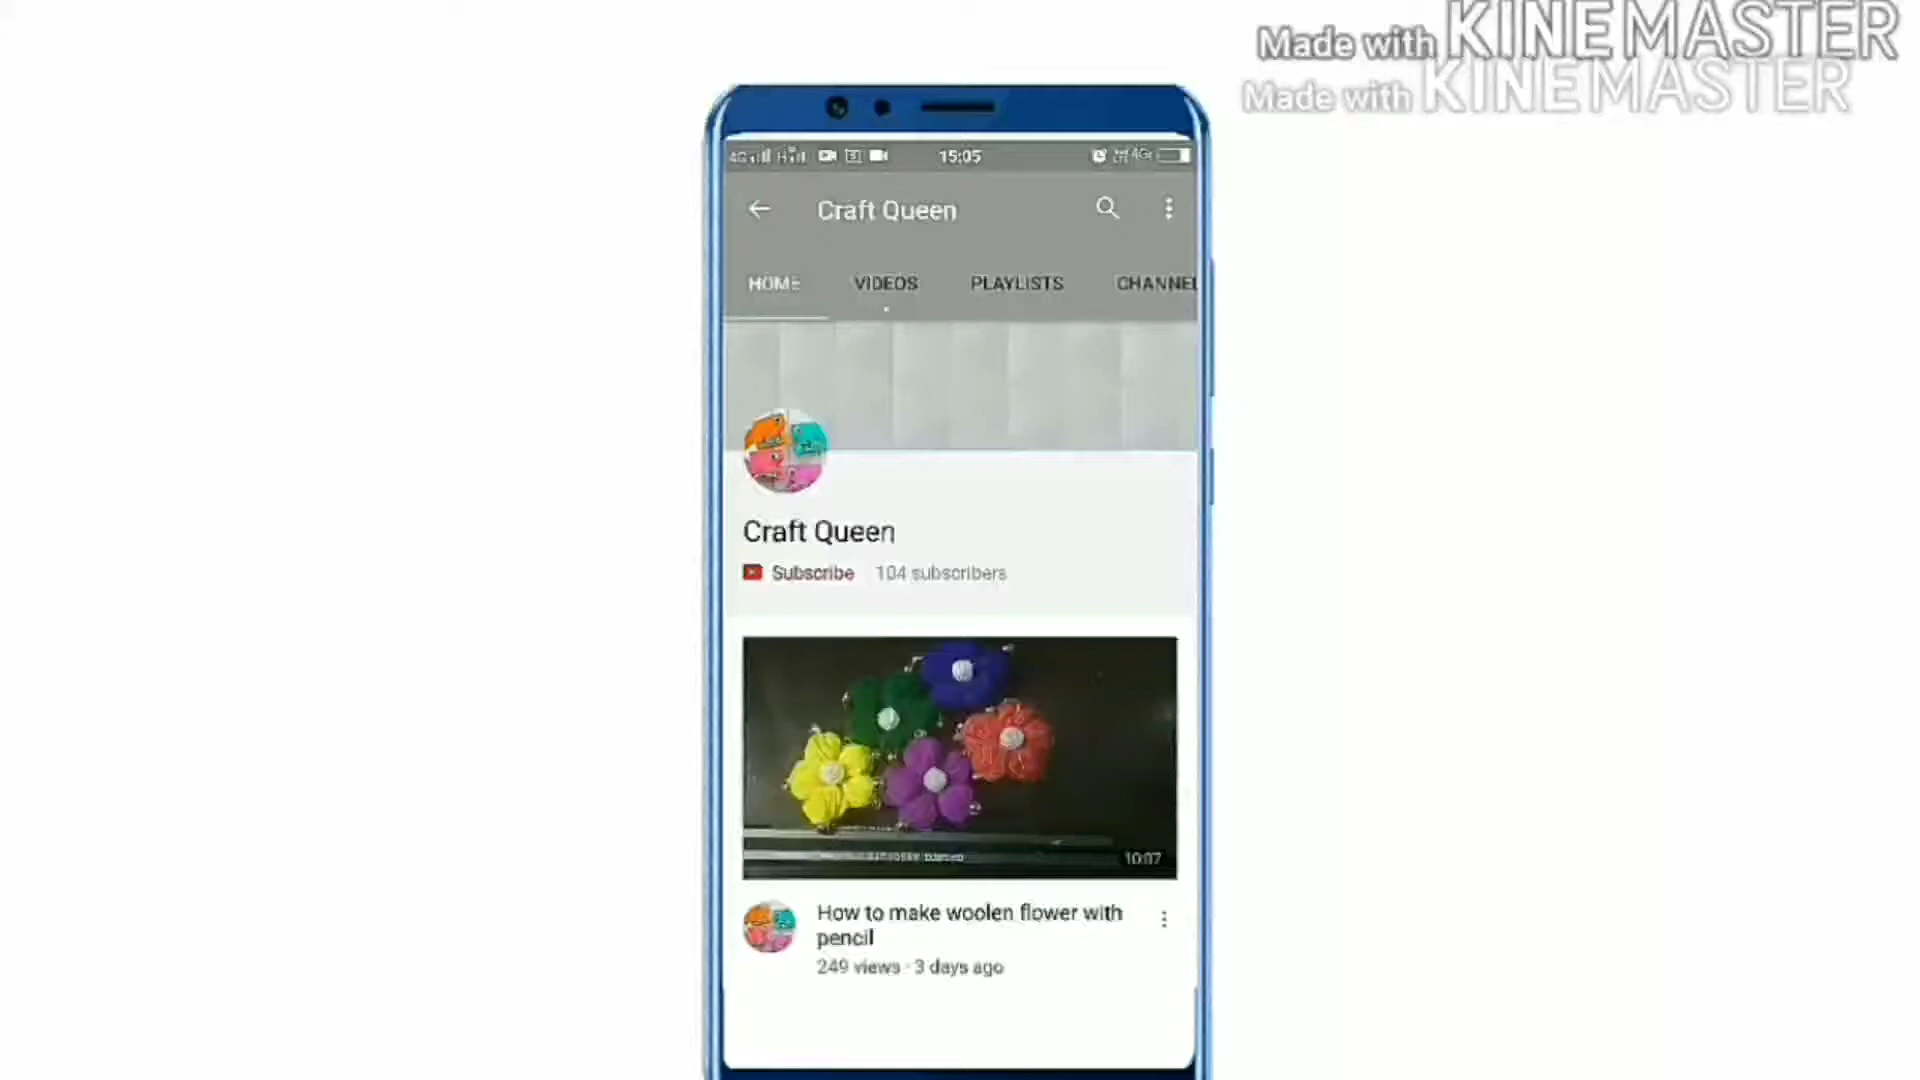 Made with KINEMASTER
Made with KINEMASTER
15:05
Craft Queen
HOME VIDEOS PLAYLISTS CHANNEL
Craft Queen
Subscribe 104 subscribers
10:07
How to make woolen flower with
pencil
249 views · 3 days ago